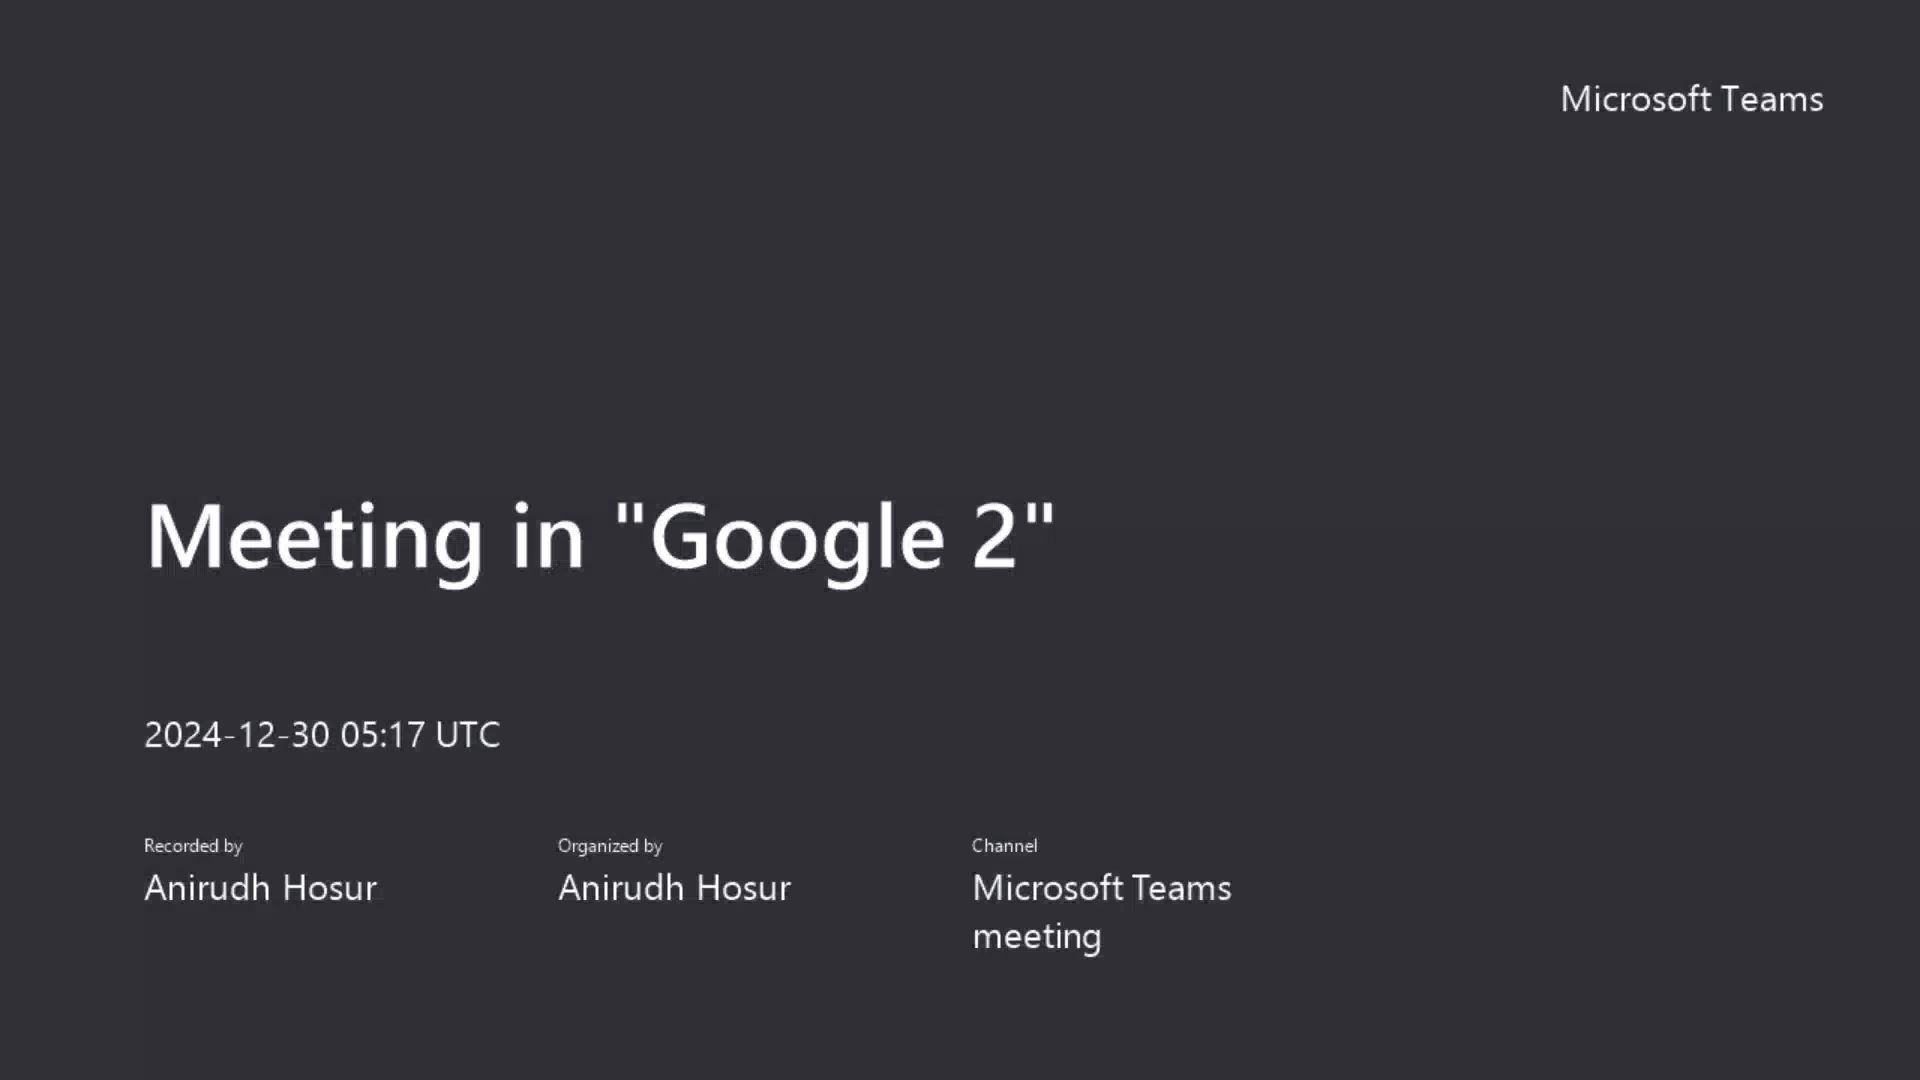 Microsoft Teams
Meeting in "Google 2"
2024-12-30 05:17 UTC
Recorded by
Anirudh Hosur
Organized by
Anirudh Hosur
Channel
Microsoft Teams
meeting